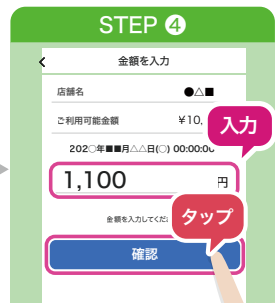 STEP ❹
金額を入力
店舗名 ●△■
ご利用可能金額 ¥10,
入力
202○年■■月△△日(○) 00:00:00
1,100 円
金額を入力してくだ
タップ
確認